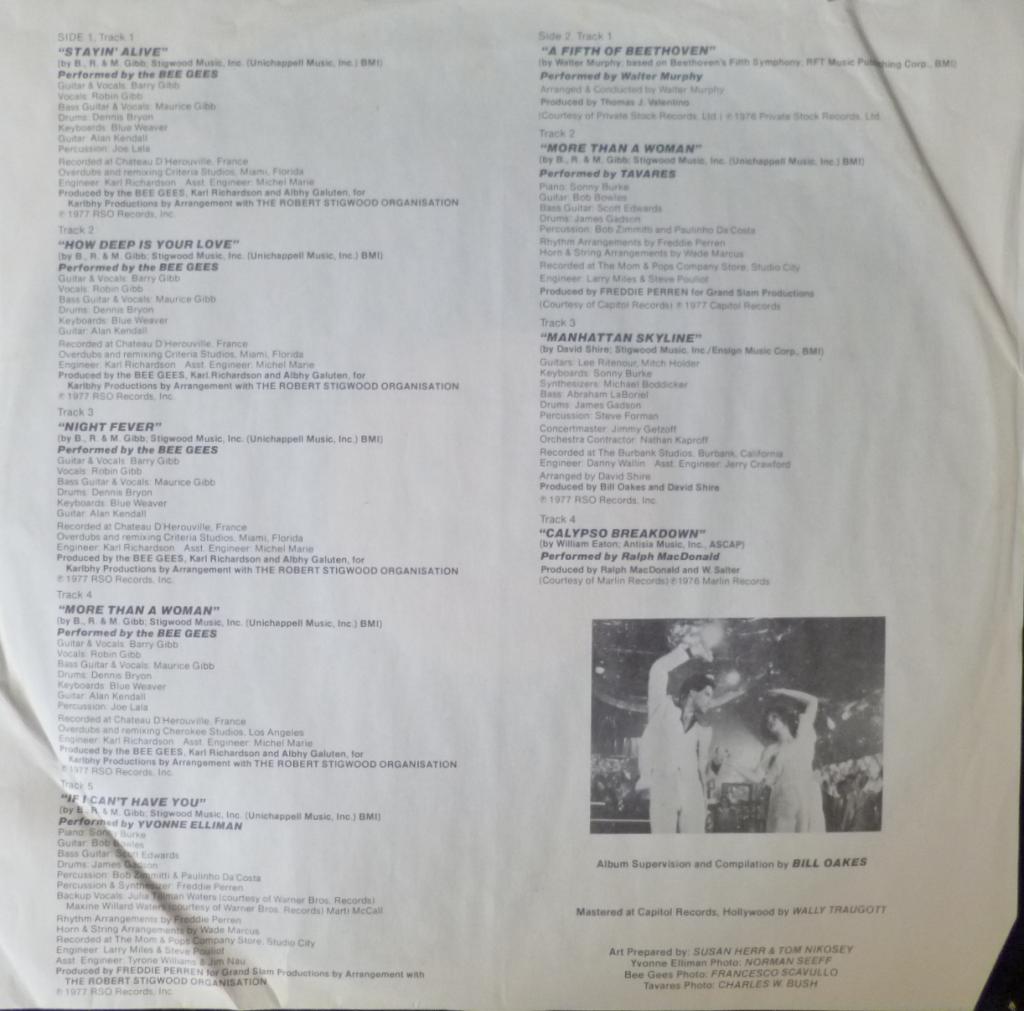 SIDE 1, Track 1
"STAYIN' ALIVE"
(by B., R. & M. Gibb; Stigwood Music, Inc. (Unichappell Music, Inc.) BMI)
Performed by the BEE GEES
Guitar & Vocals: Barry Gibb
Vocals: Robin Gibb
Bass Guitar & Vocals: Maurice Gibb
Drums: Dennis Bryon
Keyboards: Blue Weaver
Guitar: Alan Kendall
Percussion: Joe Lala
Recorded at Chateau D'Herouville, France
Overdubs and remixing Criteria Studios, Miami, Florida
Engineer: Karl Richardson Asst. Engineer: Michel Marie
Produced by the BEE GEES, Karl Richardson and Albhy Galuten, for
Karlbhy Productions by Arrangement with THE ROBERT STIGWOOD ORGANISATION
℗ 1977 RSO Records, Inc.
Track 2
"HOW DEEP IS YOUR LOVE"
(by B., R. & M. Gibb; Stigwood Music, Inc. (Unichappell Music, Inc.) BMI)
Performed by the BEE GEES
Guitar & Vocals: Barry Gibb
Vocals: Robin Gibb
Bass Guitar & Vocals: Maurice Gibb
Drums: Dennis Bryon
Keyboards: Blue Weaver
Guitar: Alan Kendall
Recorded at Chateau D'Herouville, France
Overdubs and remixing Criteria Studios, Miami, Florida
Engineer: Karl Richardson Asst. Engineer: Michel Marie
Produced by the BEE GEES, Karl Richardson and Albhy Galuten, for
Karlbhy Productions by Arrangement with THE ROBERT STIGWOOD ORGANISATION
℗ 1977 RSO Records, Inc.
Track 3
"NIGHT FEVER"
(by B., R. & M. Gibb; Stigwood Music, Inc. (Unichappell Music, Inc.) BMI)
Performed by the BEE GEES
Guitar & Vocals: Barry Gibb
Vocals: Robin Gibb
Bass Guitar & Vocals: Maurice Gibb
Drums: Dennis Bryon
Keyboards: Blue Weaver
Guitar: Alan Kendall
Recorded at Chateau D'Herouville, France
Overdubs and remixing Criteria Studios, Miami, Florida
Engineer: Karl Richardson Asst. Engineer: Michel Marie
Produced by the BEE GEES, Karl Richardson and Albhy Galuten, for
Karlbhy Productions by Arrangement with THE ROBERT STIGWOOD ORGANISATION
℗ 1977 RSO Records, Inc.
Track 4
"MORE THAN A WOMAN"
(by B., R. & M. Gibb; Stigwood Music, Inc. (Unichappell Music, Inc.) BMI)
Performed by the BEE GEES
Guitar & Vocals: Barry Gibb
Vocals: Robin Gibb
Bass Guitar & Vocals: Maurice Gibb
Drums: Dennis Bryon
Keyboards: Blue Weaver
Guitar: Alan Kendall
Percussion: Joe Lala
Recorded at Chateau D'Herouville, France
Overdubs and remixing Cherokee Studios, Los Angeles
Engineer: Karl Richardson Asst. Engineer: Michel Marie
Produced by the BEE GEES, Karl Richardson and Albhy Galuten, for
Karlbhy Productions by Arrangement with THE ROBERT STIGWOOD ORGANISATION
℗ 1977 RSO Records, Inc.
Track 5
"IF I CAN'T HAVE YOU"
(by B., R. & M. Gibb; Stigwood Music, Inc. (Unichappell Music, Inc.) BMI)
Performed by YVONNE ELLIMAN
Piano: Sonny Burke
Guitar: Bob Bowles
Bass Guitar: Scott Edwards
Drums: James Gadson
Percussion: Bob Zimmitti & Paulinho Da Costa
Percussion & Synthesizer: Freddie Perren
Backup Vocals: Julia Tillman Waters (courtesy of Warner Bros. Records)
Maxine Willard Waters (courtesy of Warner Bros. Records) Marti McCall
Rhythm Arrangements by Freddie Perren
Horn & String Arrangements by Wade Marcus
Recorded at The Mom & Pops Company Store, Studio City
Engineer: Larry Miles & Steve Pouliot
Asst. Engineer: Tyrone Williams & Jim Nau
Produced by FREDDIE PERREN for Grand Slam Productions by Arrangement with
THE ROBERT STIGWOOD ORGANISATION
℗ 1977 RSO Records, Inc.
Side 2, Track 1
"A FIFTH OF BEETHOVEN"
(by Walter Murphy; based on Beethoven's Fifth Symphony; RFT Music Publishing Corp., BMI)
Performed by Walter Murphy
Arranged & Conducted by Walter Murphy
Produced by Thomas J. Valentino
(Courtesy of Private Stock Records, Ltd.) ℗ 1976 Private Stock Records, Ltd.
Track 2
"MORE THAN A WOMAN"
(by B., R. & M. Gibb; Stigwood Music, Inc. (Unichappell Music, Inc.) BMI)
Performed by TAVARES
Piano: Sonny Burke
Guitar: Bob Bowles
Bass Guitar: Scott Edwards
Drums: James Gadson
Percussion: Bob Zimmitti and Paulinho Da Costa
Rhythm Arrangements by Freddie Perren
Horn & String Arrangements by Wade Marcus
Recorded at The Mom & Pops Company Store, Studio City
Engineer: Larry Miles & Steve Pouliot
Produced by FREDDIE PERREN for Grand Slam Productions
(Courtesy of Capitol Records) ℗ 1977 Capitol Records
Track 3
"MANHATTAN SKYLINE"
(by David Shire; Stigwood Music, Inc./Ensign Music Corp., BMI)
Guitars: Lee Ritenour, Mitch Holder
Keyboards: Sonny Burke
Synthesizers: Michael Boddicker
Bass: Abraham LaBoriel
Drums: James Gadson
Percussion: Steve Forman
Concertmaster: Jimmy Getzoff
Orchestra Contractor: Nathan Kaproff
Recorded at The Burbank Studios, Burbank, California
Engineer: Danny Wallin Asst. Engineer: Jerry Crawford
Arranged by David Shire
Produced by Bill Oakes and David Shire
℗ 1977 RSO Records, Inc.
Track 4
"CALYPSO BREAKDOWN"
(by William Eaton; Antisia Music, Inc., ASCAP)
Performed by Ralph MacDonald
Produced by Ralph MacDonald and W. Salter
(Courtesy of Marlin Records) ℗ 1976 Marlin Records
Album Supervision and Compilation by BILL OAKES
Mastered at Capitol Records, Hollywood by WALLY TRAUGOTT
Art Prepared by: SUSAN HERR & TOM NIKOSEY
Yvonne Elliman Photo: NORMAN SEEFF
Bee Gees Photo: FRANCESCO SCAVULLO
Tavares Photo: CHARLES W. BUSH